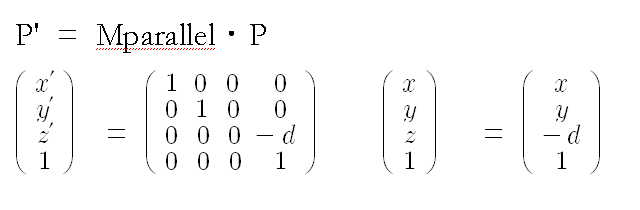 P' = Mparallel · P
x′ 1 0 0 0 x x
y′ 0 1 0 0 y y
z′ = 0 0 0 – d z = – d
1 0 0 0 1 1 1